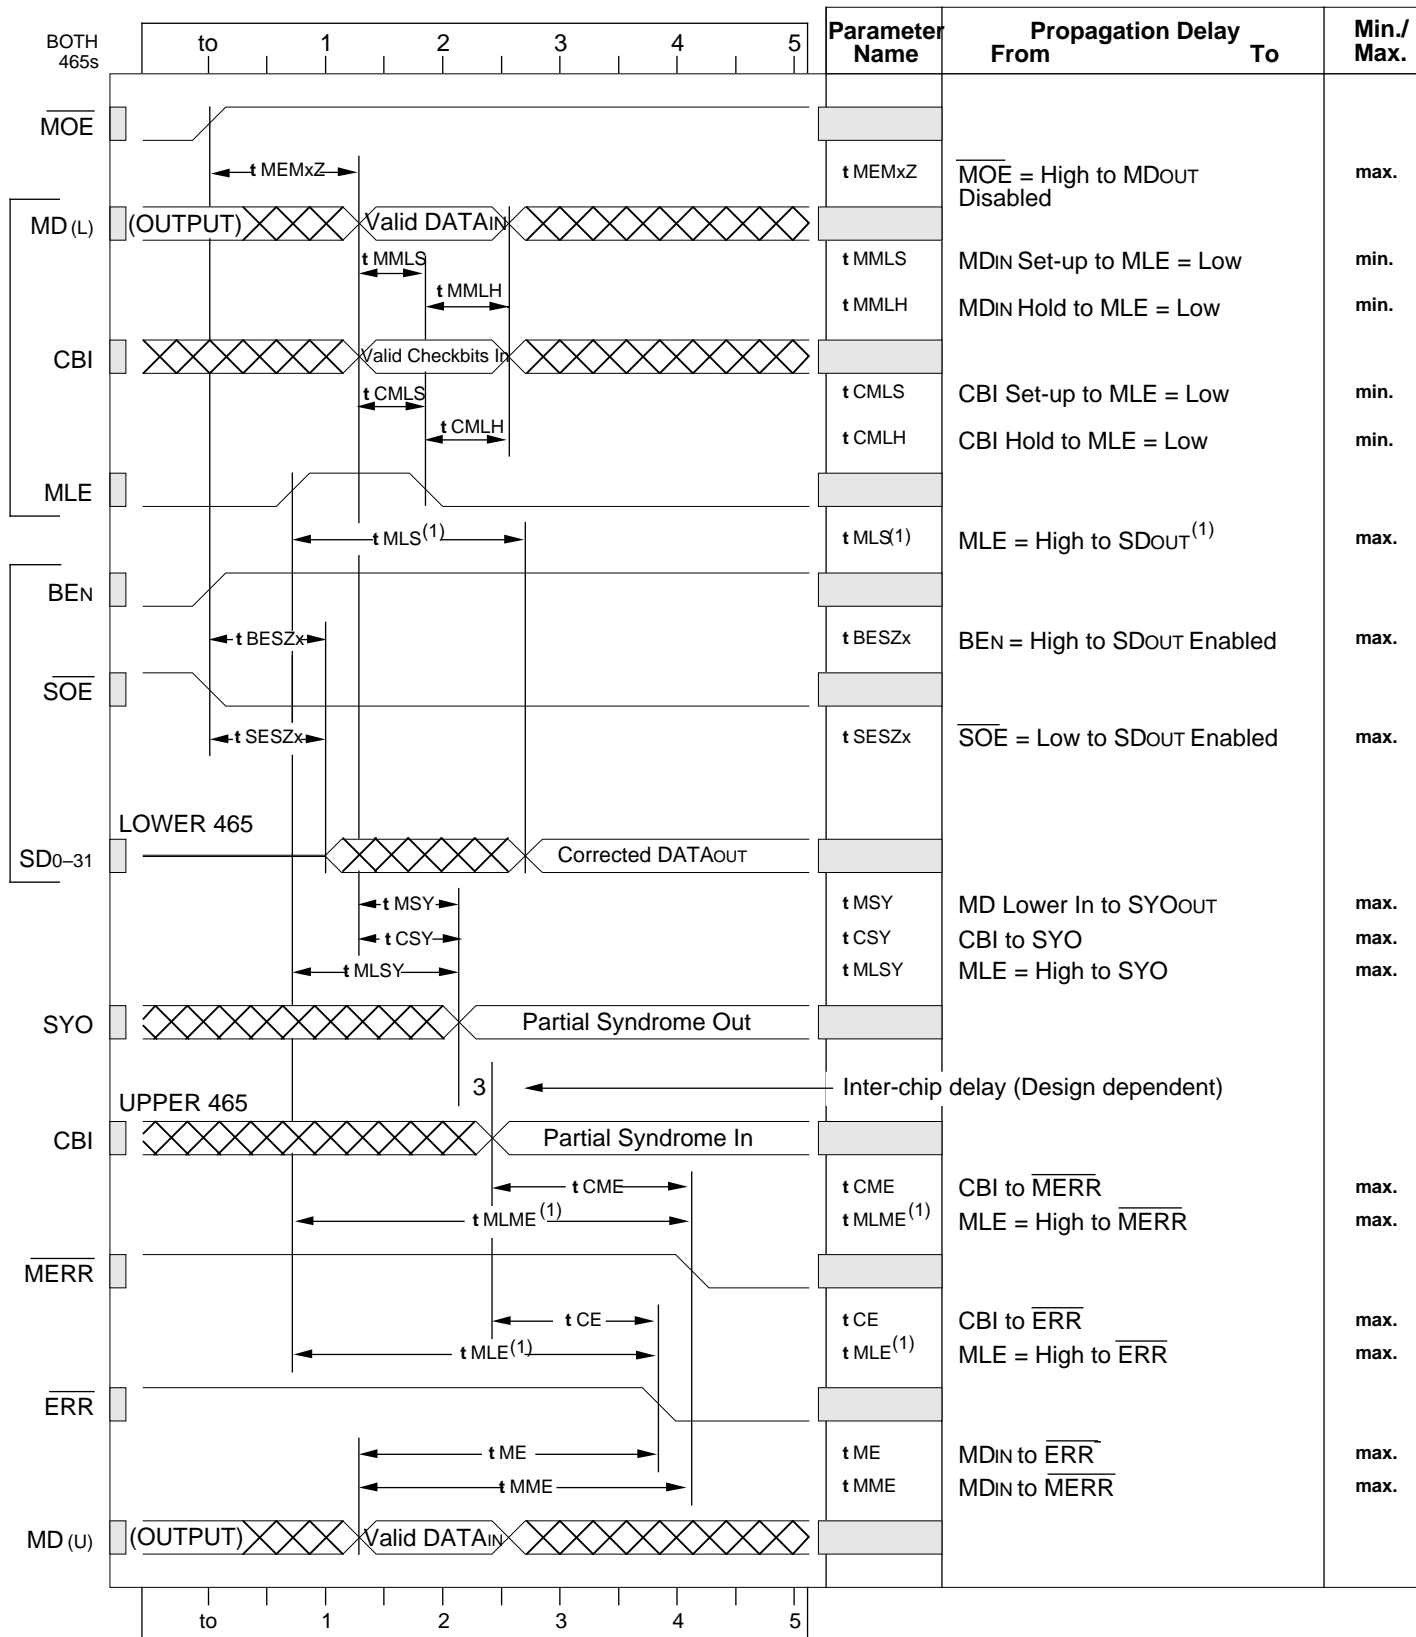 BOTH 465s to 1 2 3 4 5 Parameter Name Propagation Delay From To Min./ Max.
MOE
t MEMxZ t MEMxZ MOE = High to MDOUT Disabled max.
MD (L) (OUTPUT) Valid DATAIN
t MMLS t MMLS MDIN Set-up to MLE = Low min.
t MMLH t MMLH MDIN Hold to MLE = Low min.
CBI Valid Checkbits In
t CMLS t CMLS CBI Set-up to MLE = Low min.
t CMLH t CMLH CBI Hold to MLE = Low min.
MLE
t MLS(1) t MLS(1) MLE = High to SDOUT(1) max.
BEN
t BESZx t BESZx BEN = High to SDOUT Enabled max.
SOE
t SESZx t SESZx SOE = Low to SDOUT Enabled max.
LOWER 465
SD0–31 Corrected DATAOUT
t MSY t MSY MD Lower In to SYOOUT max.
t CSY t CSY CBI to SYO max.
t MLSY t MLSY MLE = High to SYO max.
SYO Partial Syndrome Out
3 Inter-chip delay (Design dependent)
UPPER 465
CBI Partial Syndrome In
t CME t CME CBI to MERR max.
t MLME (1) t MLME (1) MLE = High to MERR max.
MERR
t CE t CE CBI to ERR max.
t MLE(1) t MLE(1) MLE = High to ERR max.
ERR
t ME t ME MDIN to ERR max.
t MME t MME MDIN to MERR max.
MD (U) (OUTPUT) Valid DATAIN
to 1 2 3 4 5